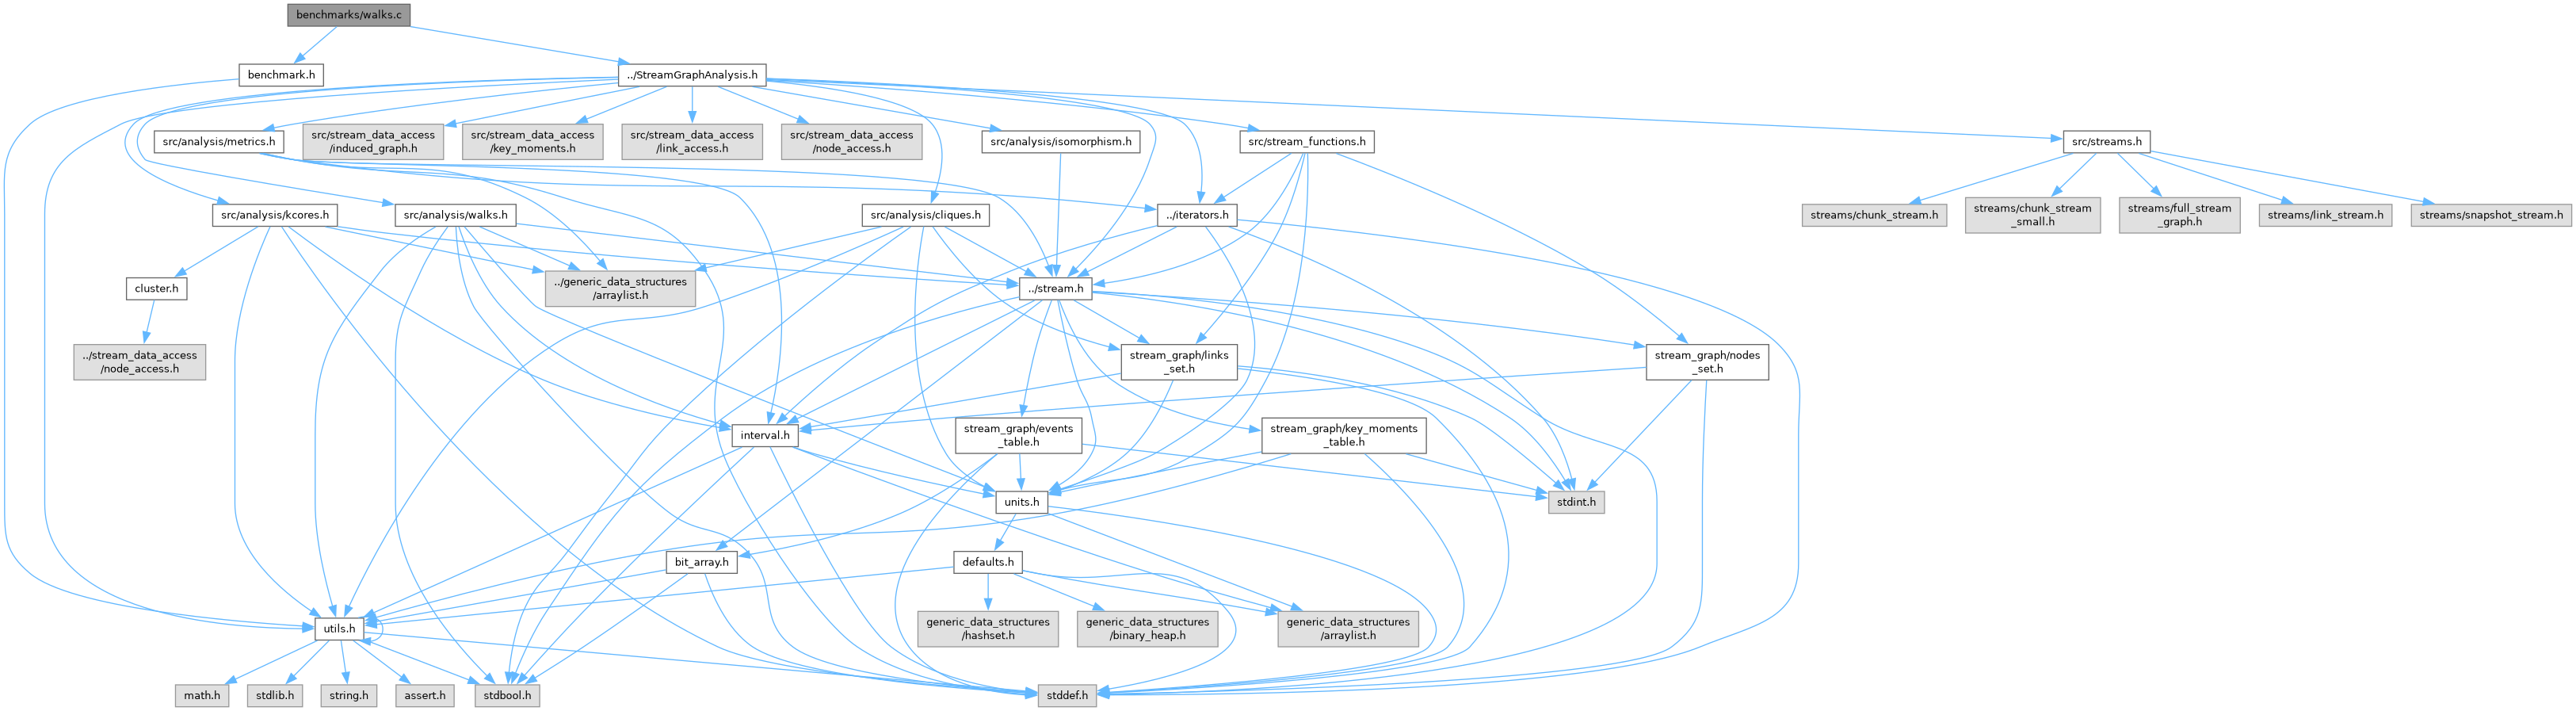 benchmarks/walks.c
benchmark.h
../StreamGraphAnalysis.h
src/analysis/metrics.h
src/stream_data_access
/induced_graph.h
src/stream_data_access
/key_moments.h
src/stream_data_access
/link_access.h
src/stream_data_access
/node_access.h
src/analysis/isomorphism.h
src/stream_functions.h
src/streams.h
src/analysis/kcores.h
src/analysis/walks.h
src/analysis/cliques.h
../iterators.h
streams/chunk_stream.h
streams/chunk_stream
_small.h
streams/full_stream
_graph.h
streams/link_stream.h
streams/snapshot_stream.h
cluster.h
../generic_data_structures
/arraylist.h
../stream.h
../stream_data_access
/node_access.h
stream_graph/links
_set.h
stream_graph/nodes
_set.h
interval.h
stream_graph/events
_table.h
stream_graph/key_moments
_table.h
units.h
stdint.h
bit_array.h
defaults.h
utils.h
generic_data_structures
/hashset.h
generic_data_structures
/binary_heap.h
generic_data_structures
/arraylist.h
math.h
stdlib.h
string.h
assert.h
stdbool.h
stddef.h